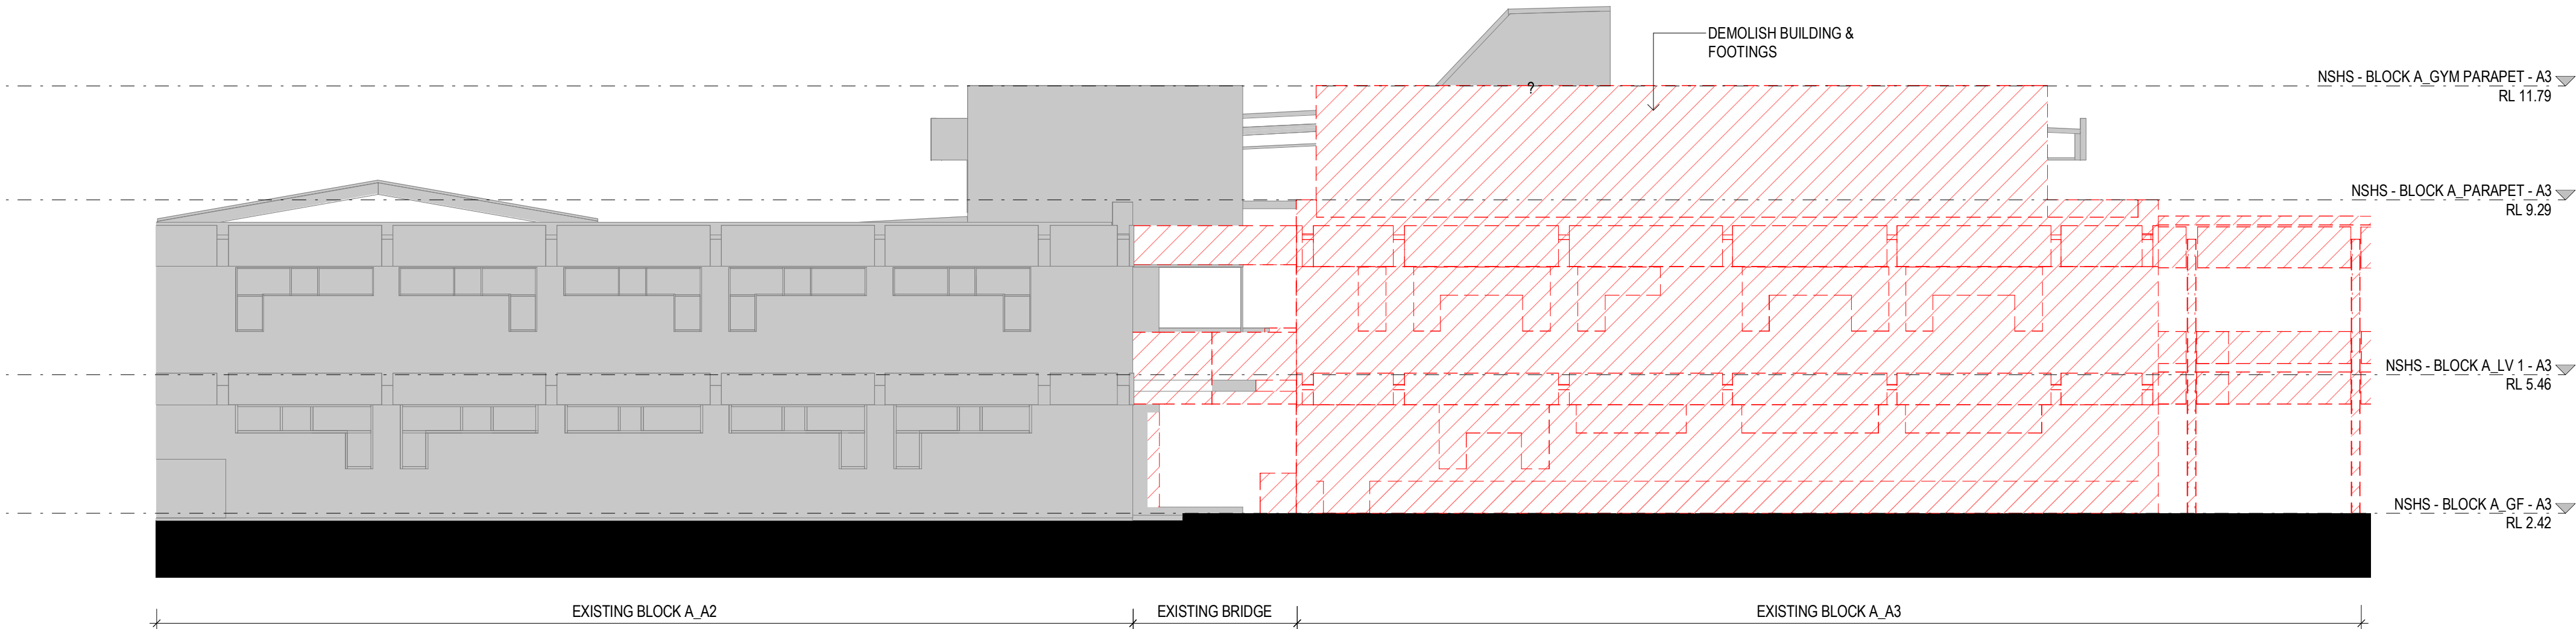 DEMOLISH BUILDING &
FOOTINGS
?
NSHS - BLOCK A_GYM PARAPET - A3
RL 11.79
NSHS - BLOCK A_PARAPET - A3
RL 9.29
NSHS - BLOCK A_LV 1 - A3
RL 5.46
NSHS - BLOCK A_GF - A3
RL 2.42
EXISTING BLOCK A_A2
EXISTING BRIDGE
EXISTING BLOCK A_A3